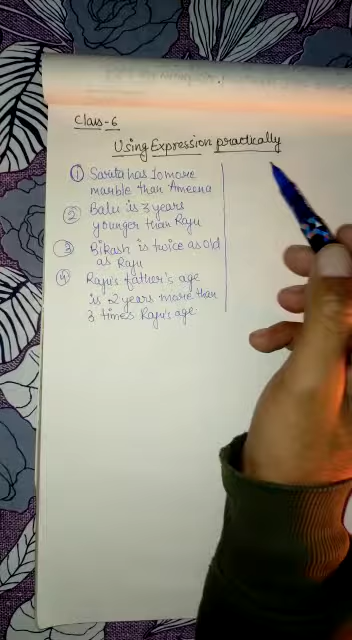 Class-6
Using Expression practically
① Sarita has 10 more
marble than Ameena
② Balu is 3 years
younger than Raju
③ Bikash is twice as old
as Raju
④ Raju's father's age
is 2 years more than
3 times Raju's age